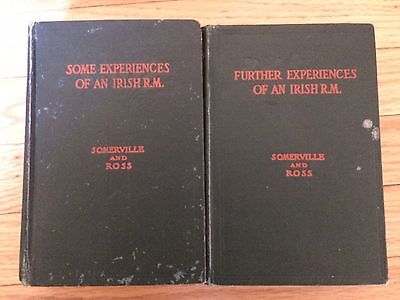 SOME EXPERIENCES
OF AN IRISH R.M.
SOMERVILLE
AND
ROSS
FURTHER EXPERIENCES
OF AN IRISH R.M.
SOMERVILLE
AND
ROSS